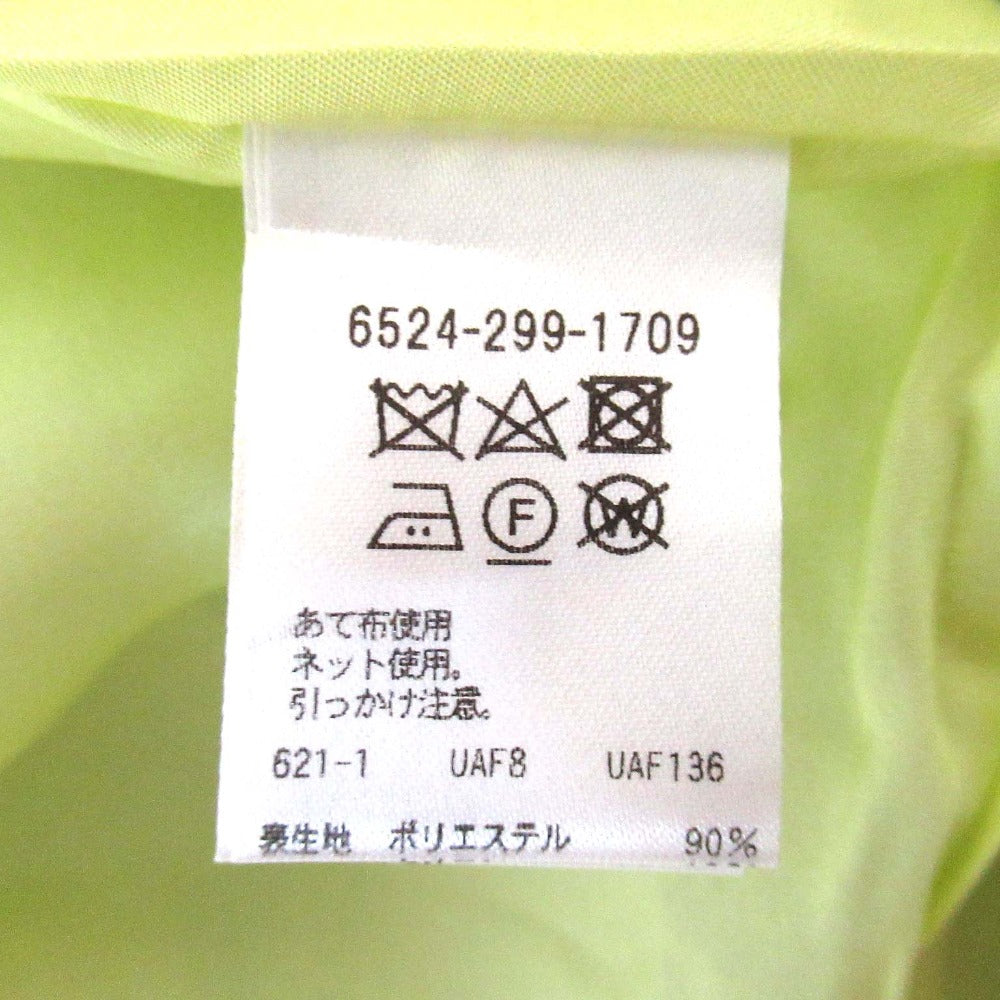 6524-299-1709
F
W
あて布使用
ネット使用。
引っかけ注意。
621-1 UAF8 UAF136
裏生地 ポリエステル 90%